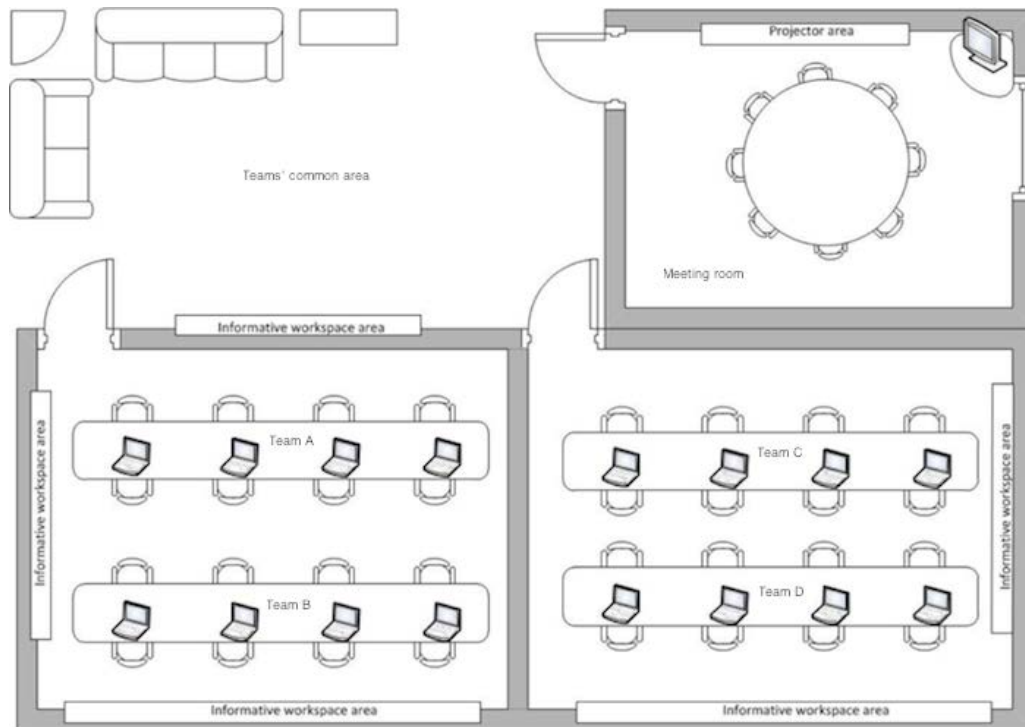 Projector area
Teams' common area
Meeting room
Informative workspace area
Informative workspace area
Team A
Team B
Informative workspace area
Team C
Team D
Informative workspace area
Informative workspace area